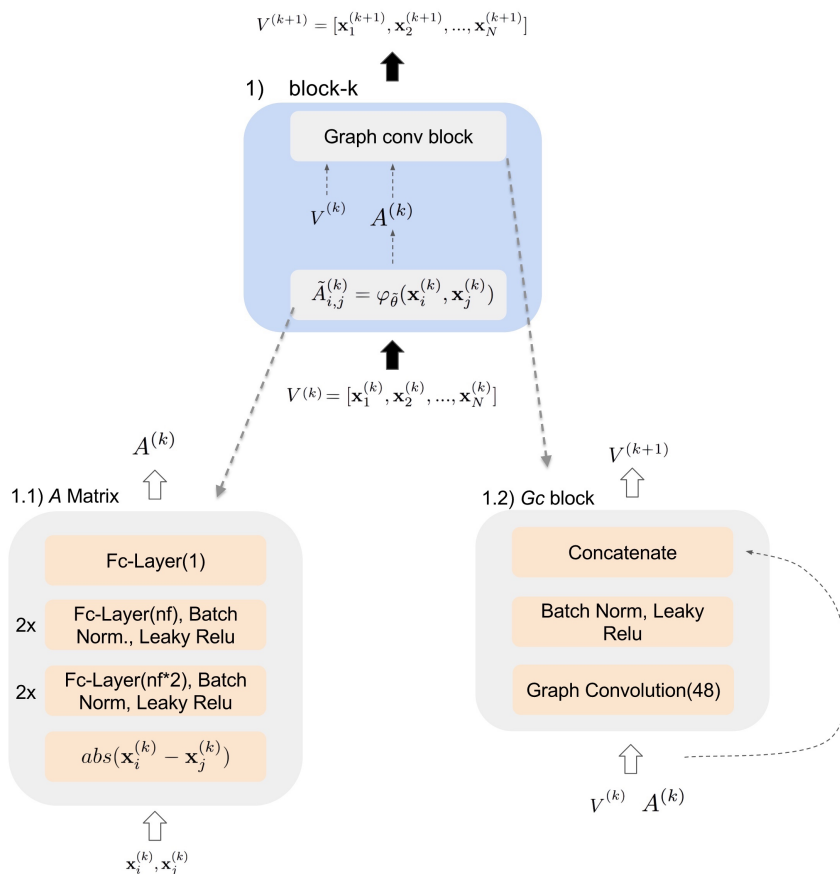 V^{(k+1)} = [x_1^{(k+1)}, x_2^{(k+1)}, ..., x_N^{(k+1)}]
1) block-k
Graph conv block
V^{(k)} A^{(k)}
Ã_{i,j}^{(k)} = φ_{θ̃}(x_i^{(k)}, x_j^{(k)})
V^{(k)} = [x_1^{(k)}, x_2^{(k)}, ..., x_N^{(k)}]
A^{(k)}
1.1) A Matrix
Fc-Layer(1)
2x
Fc-Layer(nf), Batch
Norm., Leaky Relu
2x
Fc-Layer(nf*2), Batch
Norm, Leaky Relu
abs(x_i^{(k)} − x_j^{(k)})
x_i^{(k)}, x_j^{(k)}
V^{(k+1)}
1.2) Gc block
Concatenate
Batch Norm, Leaky
Relu
Graph Convolution(48)
V^{(k)} A^{(k)}